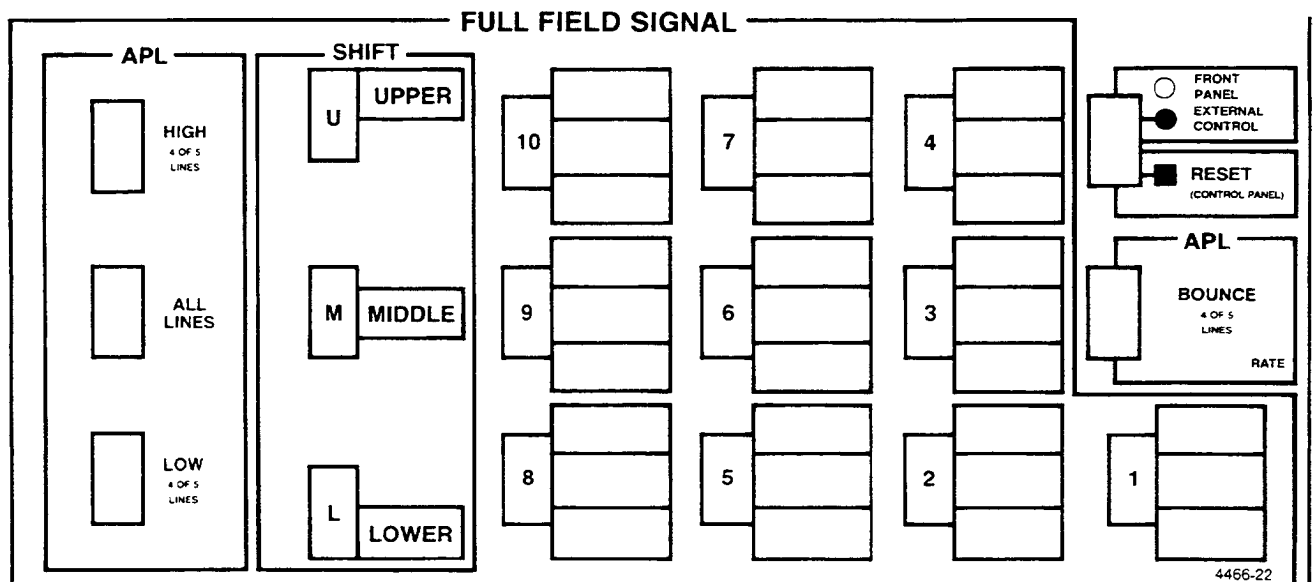 FULL FIELD SIGNAL
APL
HIGH
4 OF 5
LINES
ALL
LINES
LOW
4 OF 5
LINES
SHIFT
U
UPPER
M
MIDDLE
L
LOWER
10
7
4
9
6
3
8
5
2
1
FRONT
PANEL
EXTERNAL
CONTROL
RESET
(CONTROL PANEL)
APL
BOUNCE
4 OF 5
LINES
RATE
4466-22